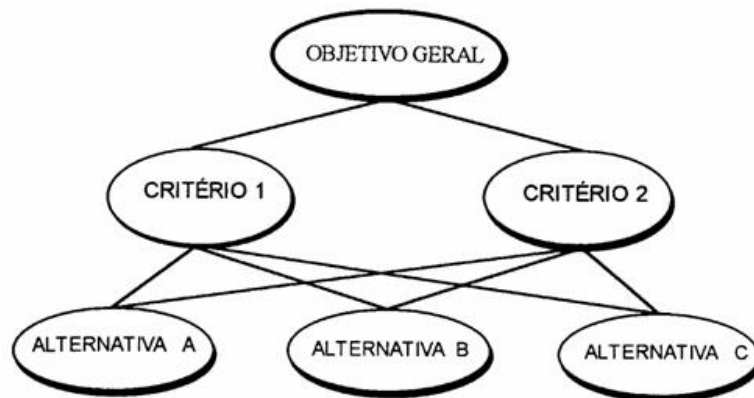 OBJETIVO GERAL
CRITÉRIO 1
CRITÉRIO 2
ALTERNATIVA A
ALTERNATIVA B
ALTERNATIVA C